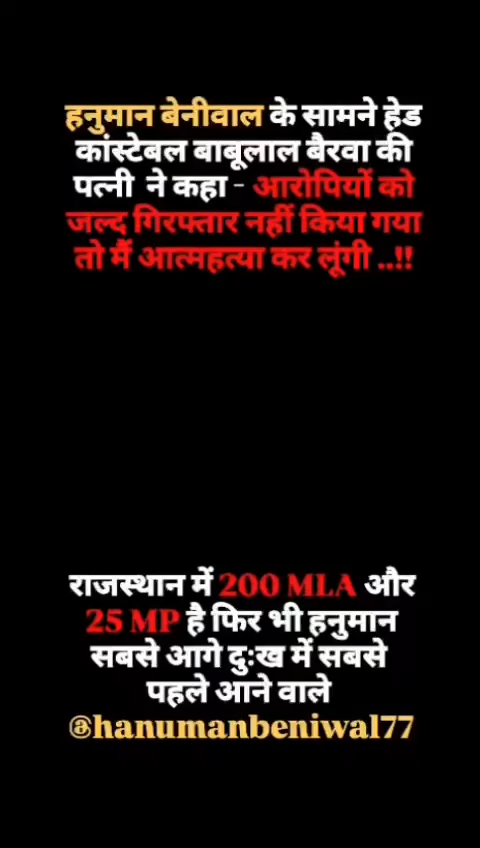 हनुमान बेनीवाल के सामने हेड
कांस्टेबल बाबूलाल बैरवा की
पत्नी ने कहा - आरोपियों को
जल्द गिरफ्तार नहीं किया गया
तो मैं आत्महत्या कर लूंगी ..!!
राजस्थान में 200 MLA और
25 MP है फिर भी हनुमान
सबसे आगे दुःख में सबसे
पहले आने वाले
@hanumanbeniwal77